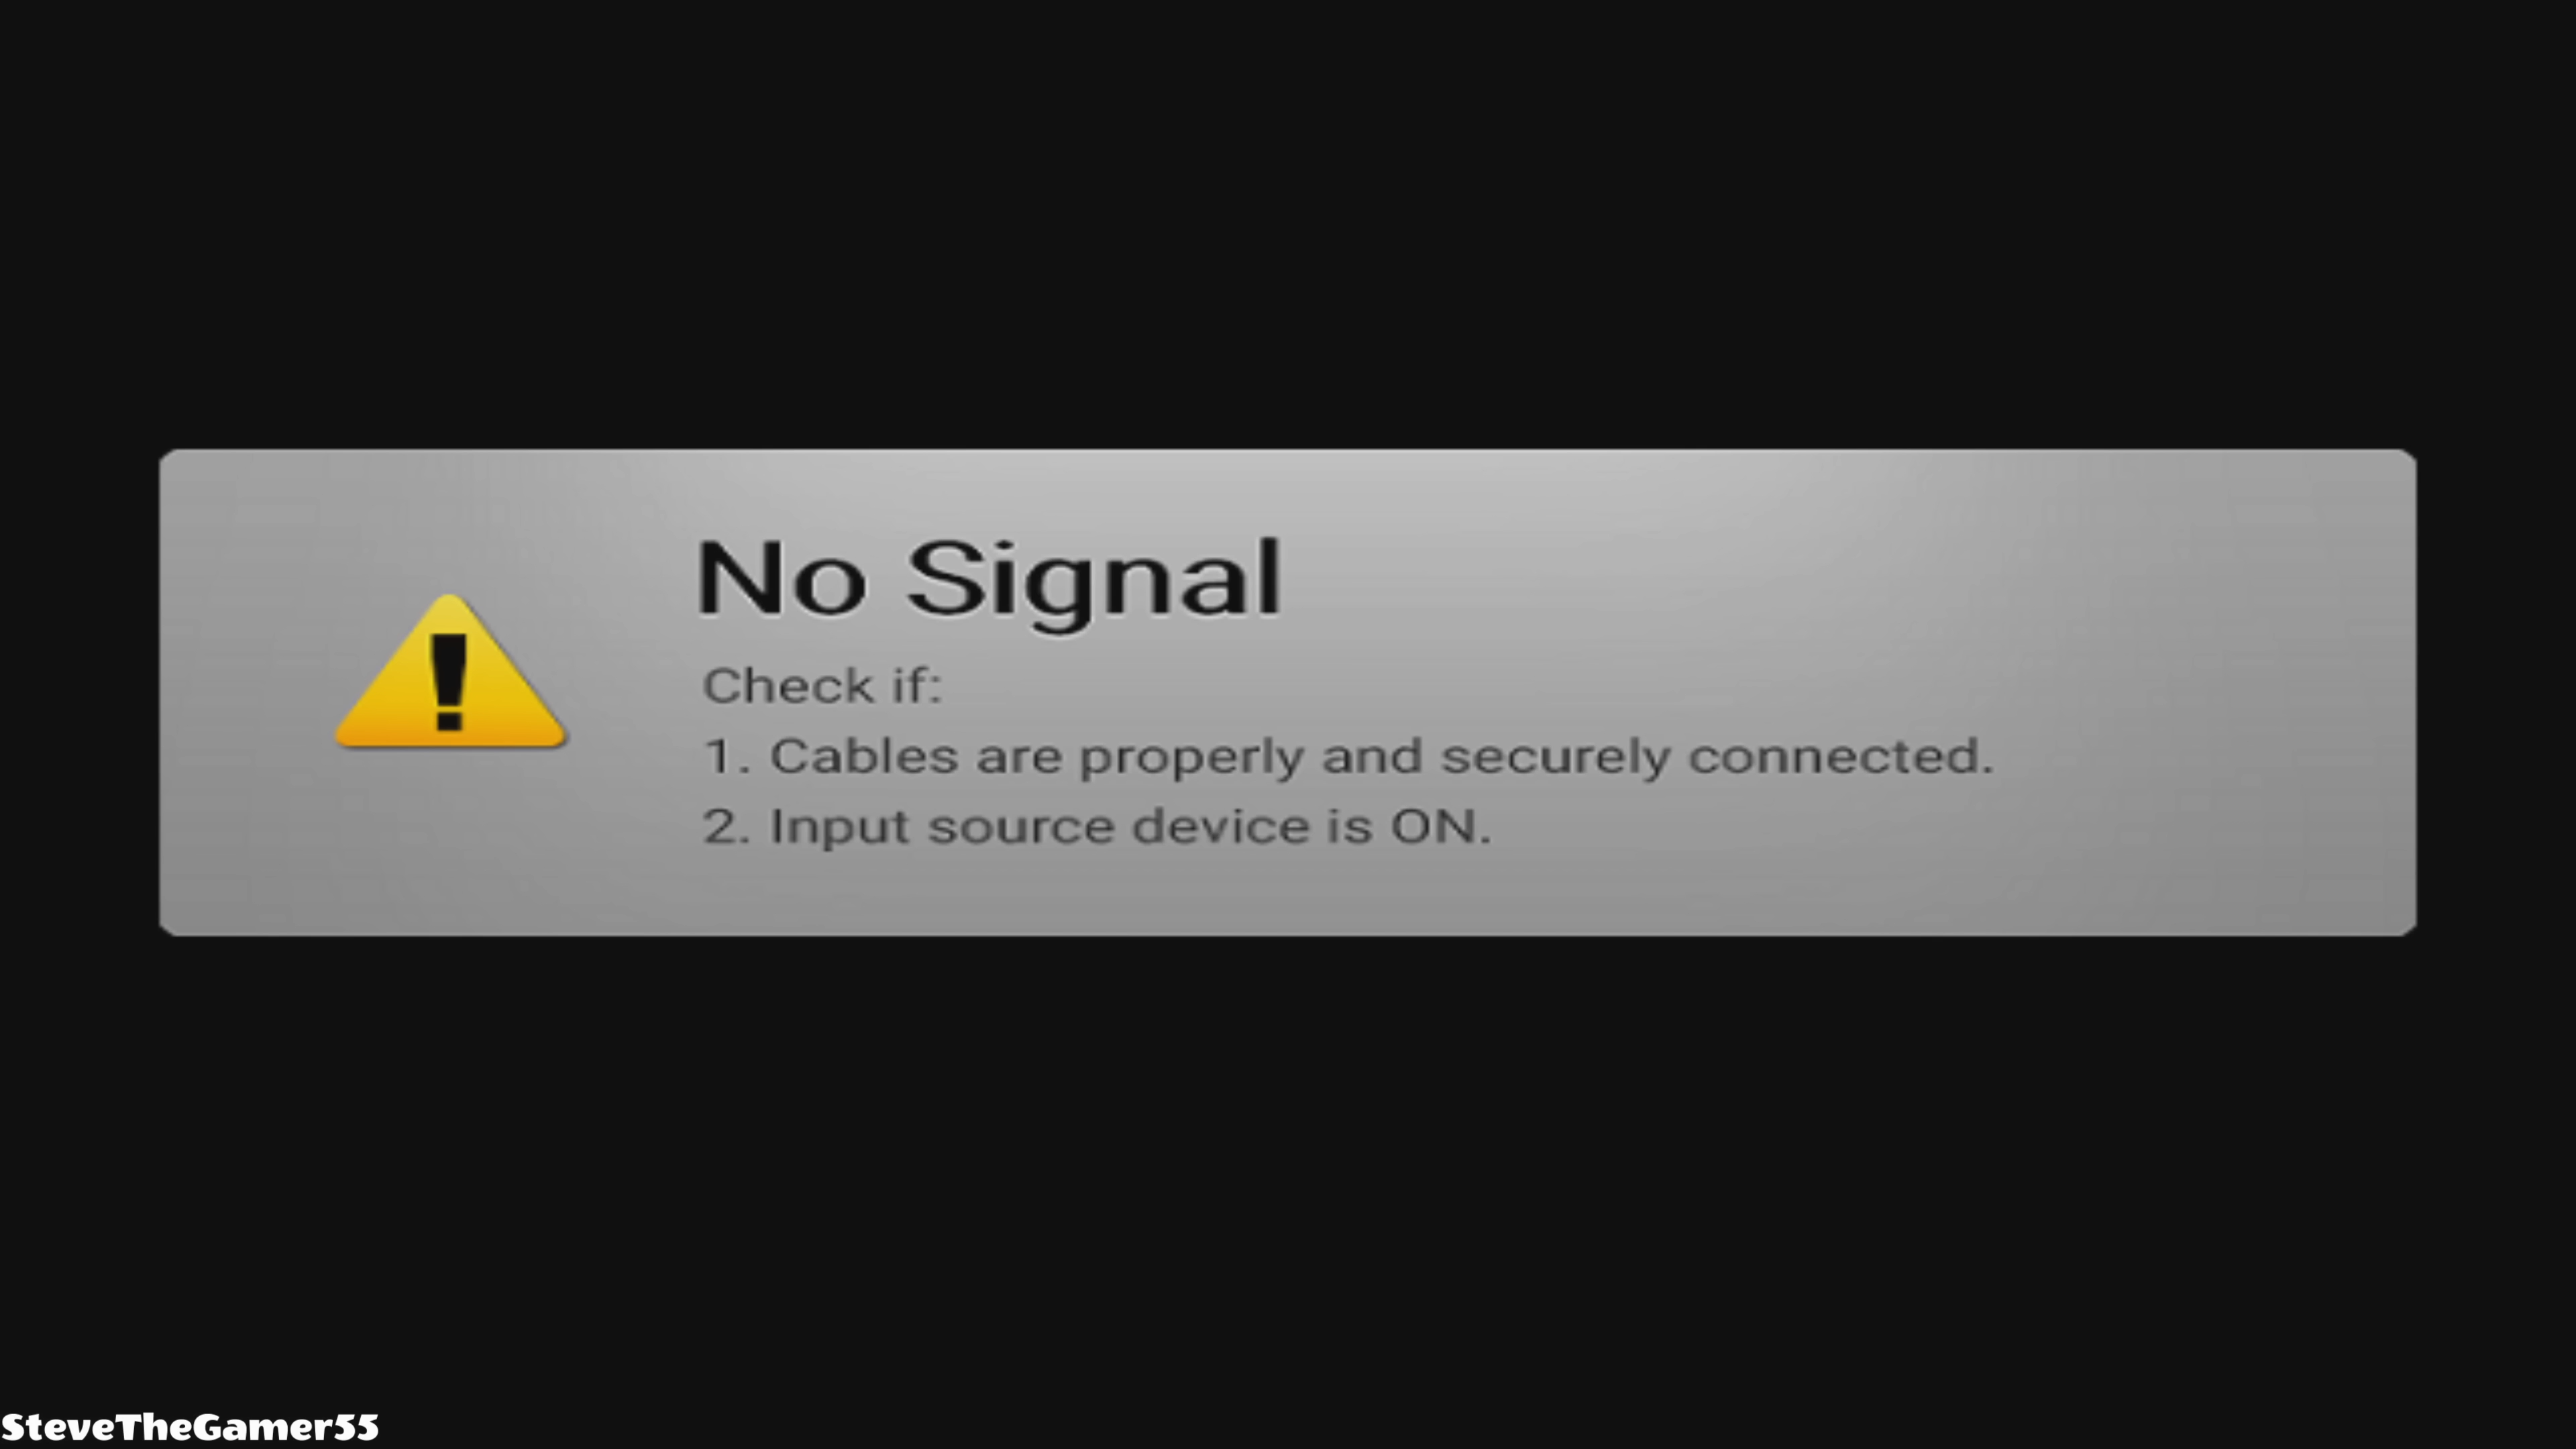 No Signal
Check if:
1. Cables are properly and securely connected.
2. Input source device is ON.
SteveTheGamer55